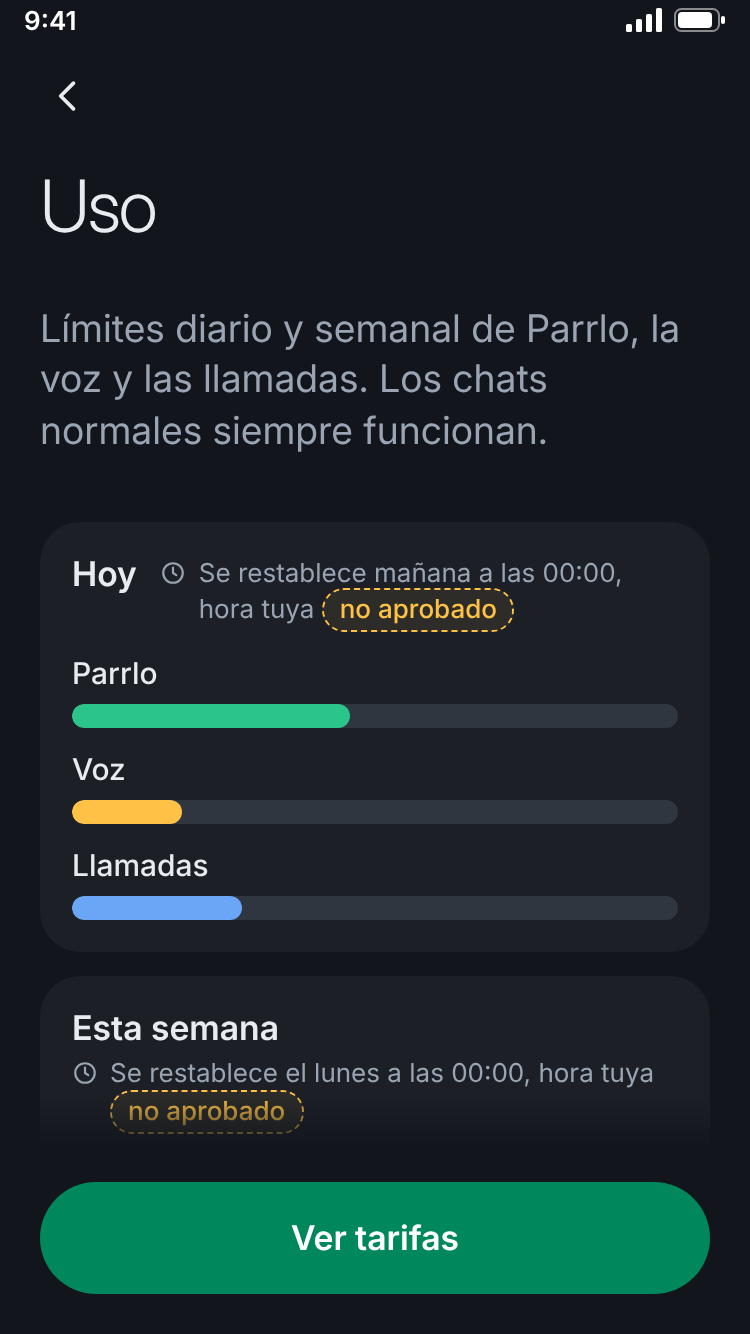 9:41
Uso
Límites diario y semanal de Parrlo, la
voz y las llamadas. Los chats
normales siempre funcionan.
Hoy Se restablece mañana a las 00:00,
hora tuya no aprobado
Parrlo
Voz
Llamadas
Esta semana
Se restablece el lunes a las 00:00, hora tuya
no aprobado
Ver tarifas